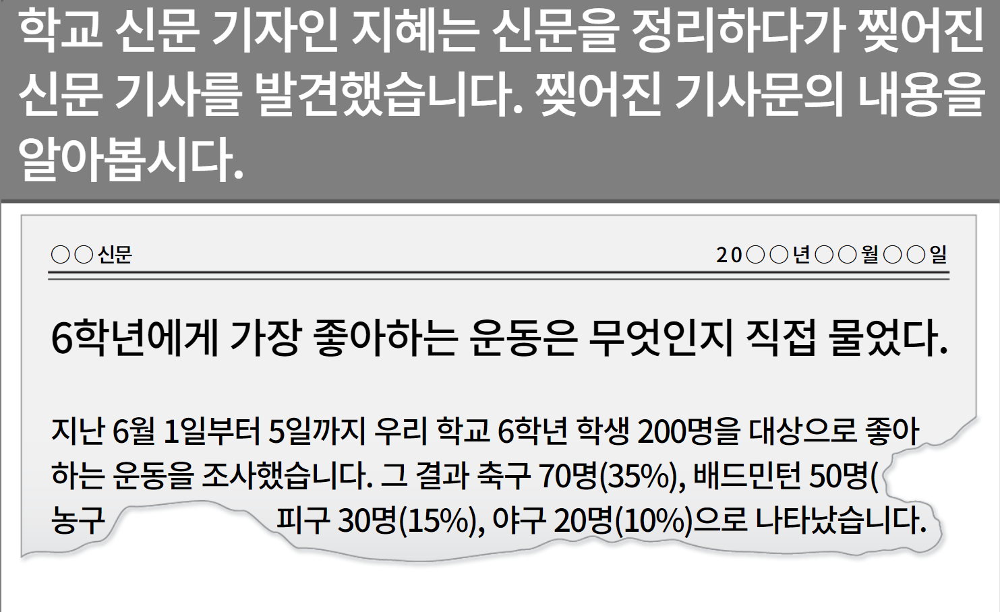 학교 신문 기자인 지혜는 신문을 정리하다가 찢어진
신문 기사를 발견했습니다. 찢어진 기사문의 내용을
알아봅시다.
○○신문
20○○년○○월○○일
6학년에게 가장 좋아하는 운동은 무엇인지 직접 물었다.
지난 6월 1일부터 5일까지 우리 학교 6학년 학생 200명을 대상으로 좋아
하는 운동을 조사했습니다. 그 결과 축구 70명(35%), 배드민턴 50명(
농구 피구 30명(15%), 야구 20명(10%)으로 나타났습니다.